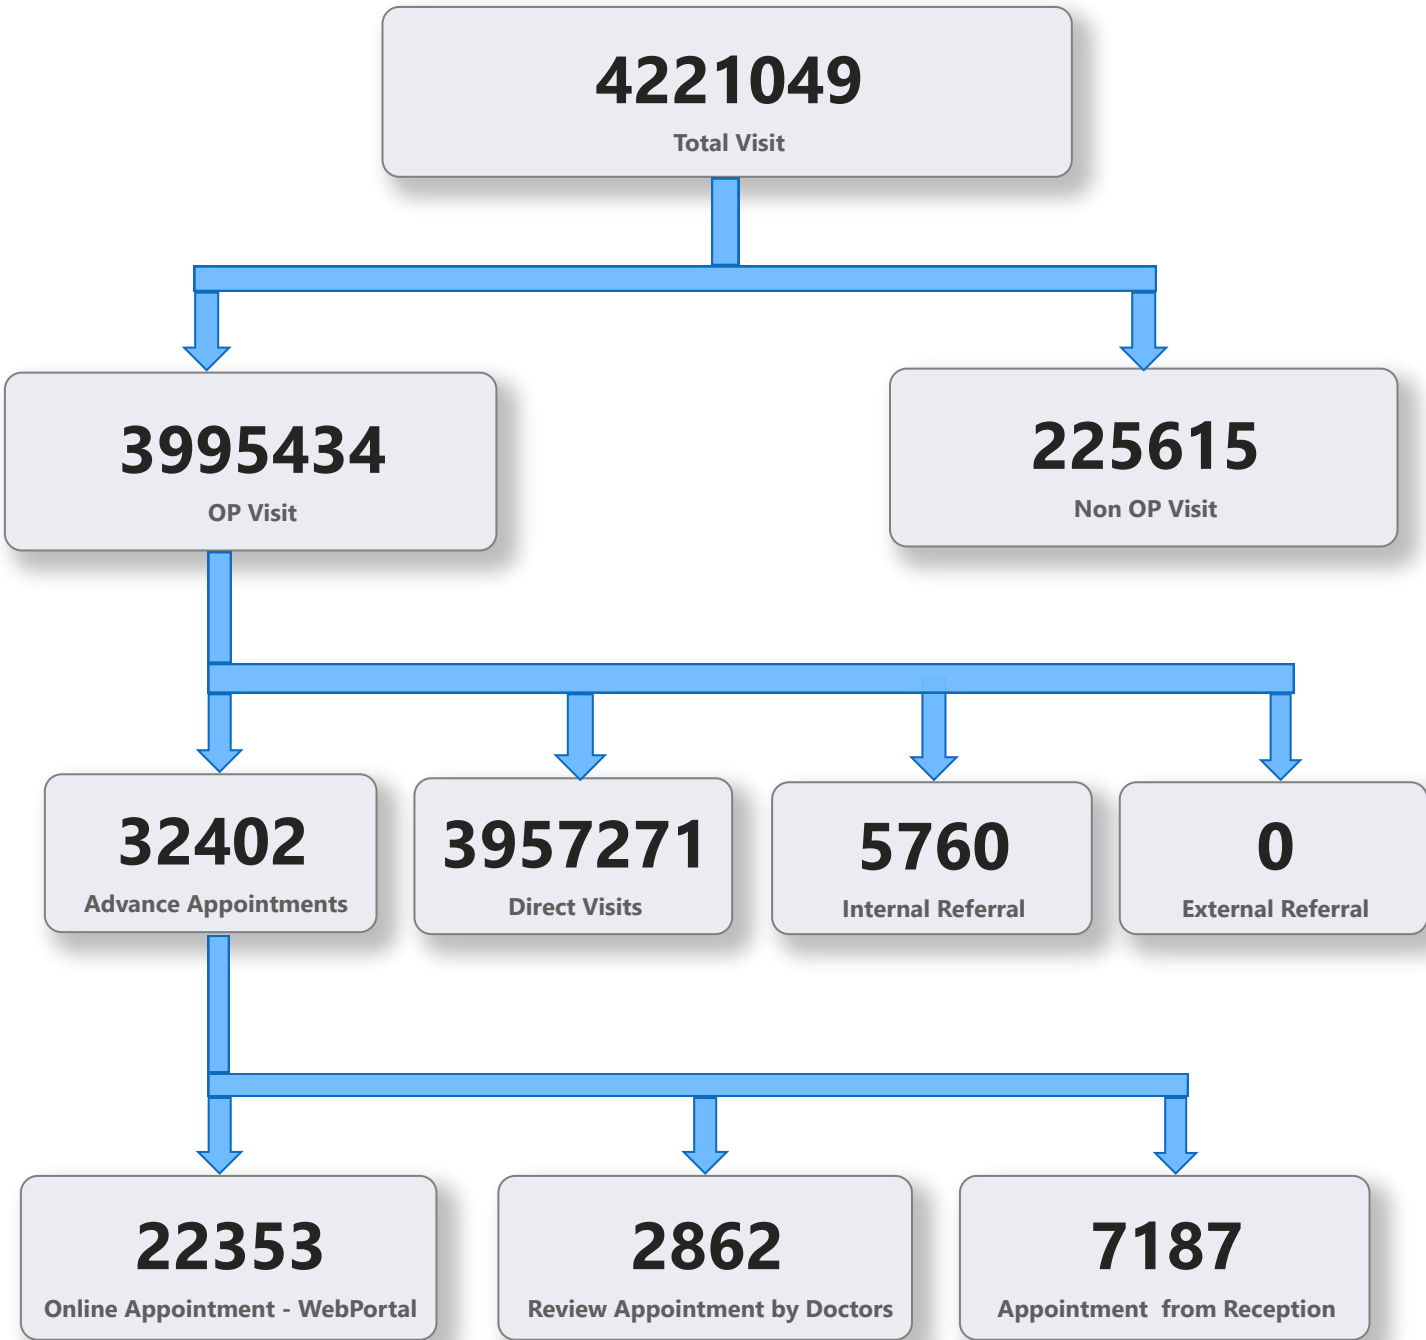 4221049
Total Visit
3995434
OP Visit
225615
Non OP Visit
32402
Advance Appointments
3957271
Direct Visits
5760
Internal Referral
0
External Referral
22353
Online Appointment - WebPortal
2862
Review Appointment by Doctors
7187
Appointment  from Reception